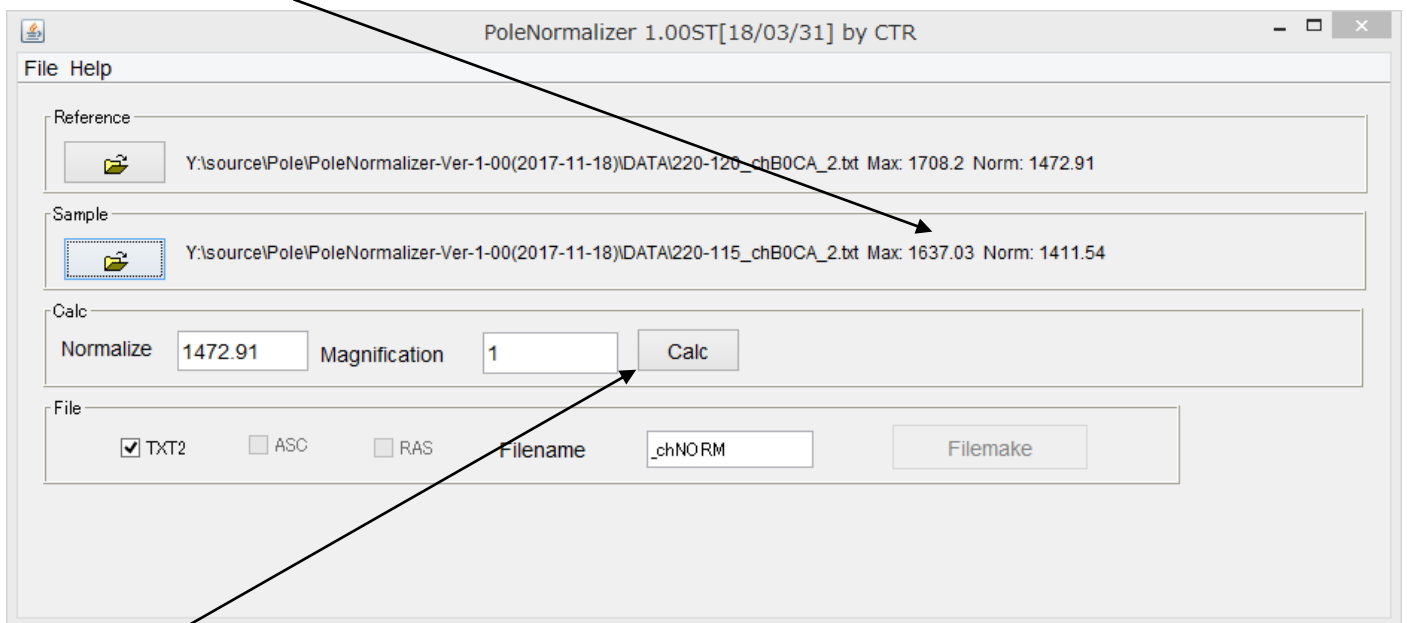 PoleNormalizer 1.00ST[18/03/31] by CTR
File Help
Reference
Y:\source\Pole\PoleNormalizer-Ver-1-00(2017-11-18)\DATA\220-120_chB0CA_2.txt Max: 1708.2 Norm: 1472.91
Sample
Y:\source\Pole\PoleNormalizer-Ver-1-00(2017-11-18)\DATA\220-115_chB0CA_2.txt Max: 1637.03 Norm: 1411.54
Calc
Normalize 1472.91 Magnification 1 Calc
File
TXT2 ASC RAS Filename _chNORM Filemake